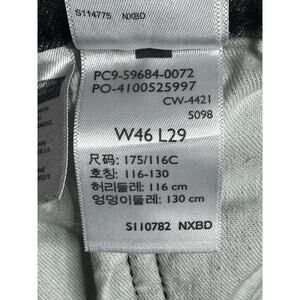 S114775 NXBD
PC9-59684-0072
PO-4100525997
CW-4421
5098
W46 L29
尺码: 175/116C
호칭: 116-130
허리둘레: 116 cm
엉덩이둘레: 130 cm
S110782 NXBD